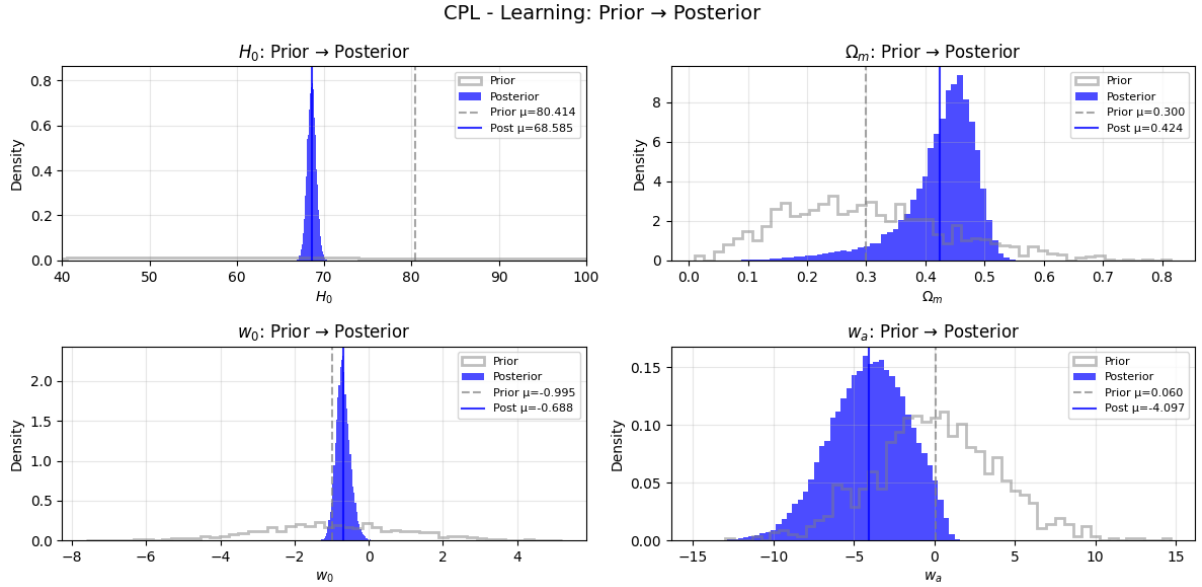 CPL - Learning: Prior → Posterior
H₀: Prior → Posterior
Density
0.8
0.6
0.4
0.2
0.0
40
50
60
70
80
90
100
H₀
Prior
Posterior
Prior μ=80.414
Post μ=68.585
Ωₘ: Prior → Posterior
Density
8
6
4
2
0
0.0
0.1
0.2
0.3
0.4
0.5
0.6
0.7
0.8
Ωₘ
Prior
Posterior
Prior μ=0.300
Post μ=0.424
w₀: Prior → Posterior
Density
2.0
1.5
1.0
0.5
0.0
−8
−6
−4
−2
0
2
4
w₀
Prior
Posterior
Prior μ=-0.995
Post μ=-0.688
wₐ: Prior → Posterior
Density
0.15
0.10
0.05
0.00
−15
−10
−5
0
5
10
15
wₐ
Prior
Posterior
Prior μ=0.060
Post μ=-4.097